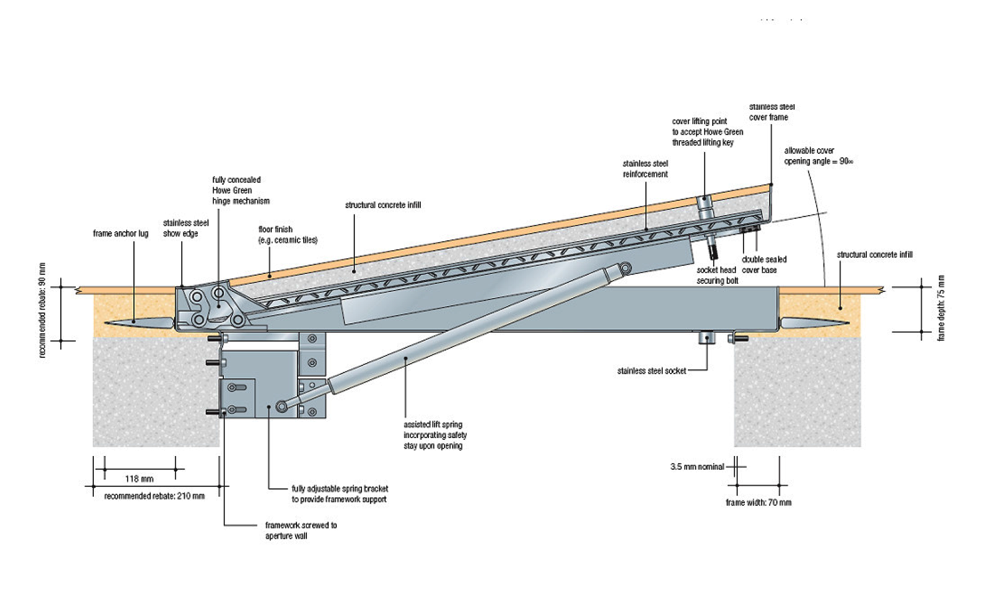 stainless steel
cover frame
cover lifting point
to accept Howe Green
threaded lifting key
allowable cover
opening angle = 90∞
stainless steel
reinforcement
fully concealed
Howe Green
hinge mechanism
structural concrete infill
stainless steel
show edge
floor finish
(e.g. ceramic tiles)
frame anchor lug
socket head
securing bolt
double sealed
cover base
structural concrete infill
recommended rebate: 90 mm
frame depth: 75 mm
stainless steel socket
assisted lift spring
incorporating safety
stay upon opening
118 mm
recommended rebate: 210 mm
3.5 mm nominal
frame width: 70 mm
fully adjustable spring bracket
to provide framework support
framework screwed to
aperture wall